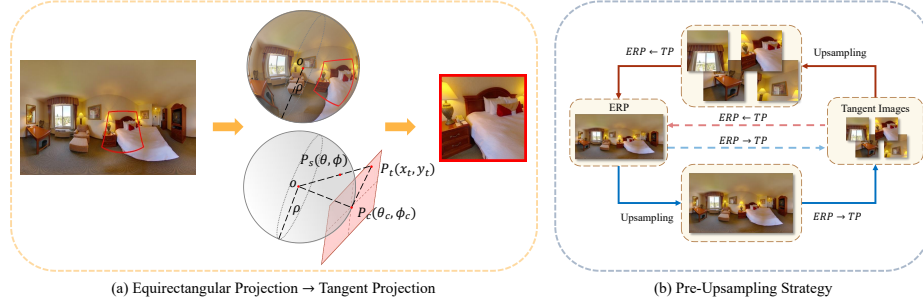 o
ρ
P_s(θ, ϕ)
P_t(x_t, y_t)
o
P_c(θ_c, ϕ_c)
ρ
(a) Equirectangular Projection → Tangent Projection
ERP ← TP
Upsampling
ERP
Tangent Images
ERP ← TP
ERP → TP
Upsampling
ERP → TP
(b) Pre-Upsampling Strategy